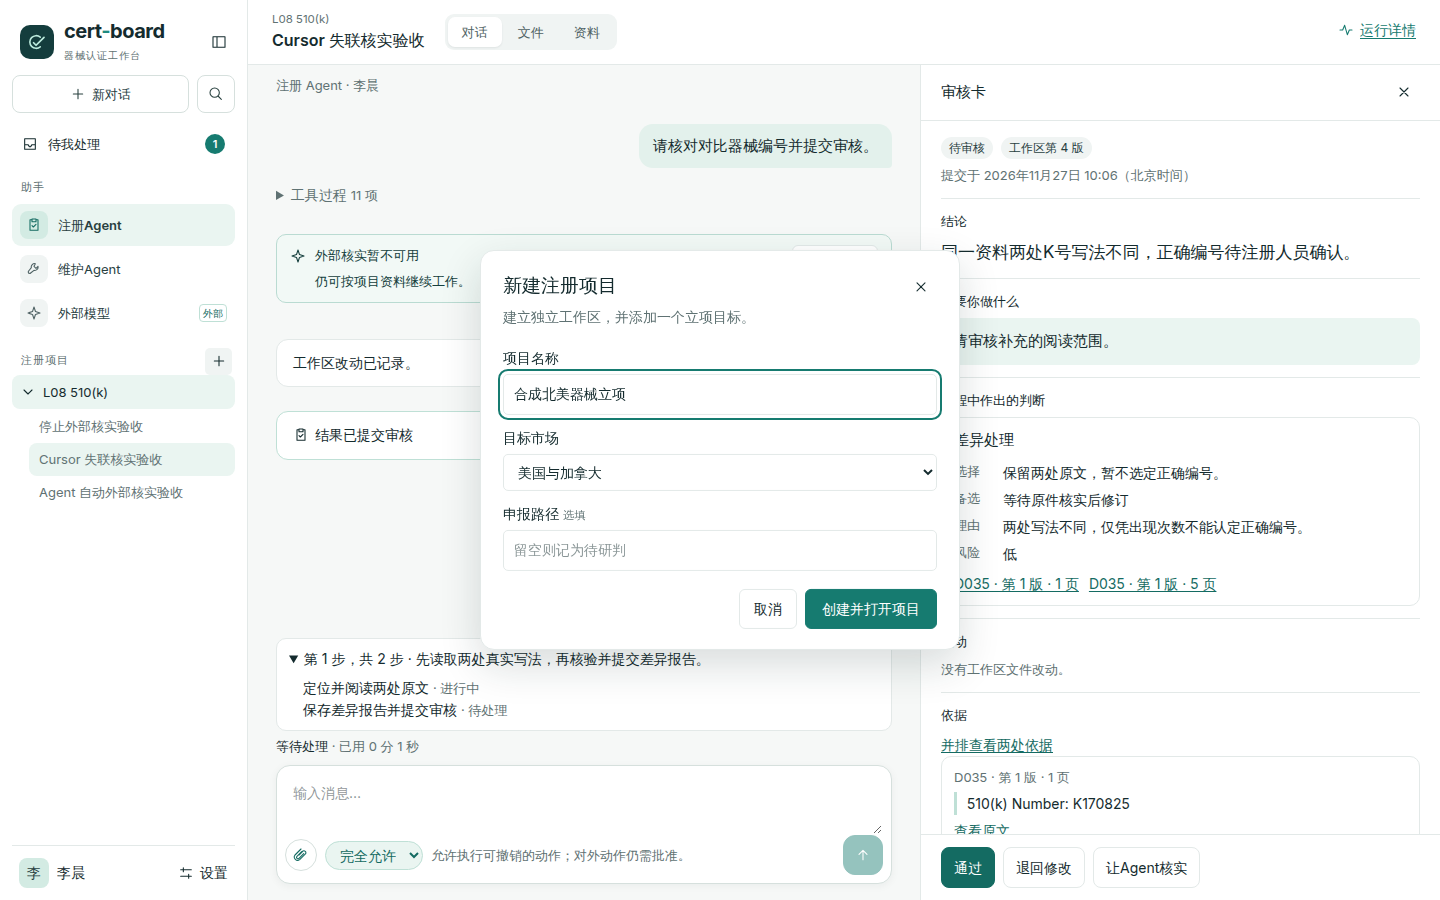 cert-board
器械认证工作台
新对话
待我处理
1
助手
注册Agent
维护Agent
外部模型
外部
注册项目
L08 510(k)
停止外部核实验收
Cursor 失联核实验收
Agent 自动外部核实验收
李
李晨
设置
L08 510(k)
Cursor 失联核实验收
对话
文件
资料
运行详情
注册 Agent · 李晨
请核对对比器械编号并提交审核。
工具过程 11 项
外部核实暂不可用
仍可按项目资料继续工作。
工作区改动已记录。
结果已提交审核
第 1 步，共 2 步 · 先读取两处真实写法，再核验并提交差异报告。
定位并阅读两处原文 · 进行中
保存差异报告并提交审核 · 待处理
等待处理 · 已用 0 分 1 秒
输入消息...
完全允许
允许执行可撤销的动作；对外动作仍需批准。
新建注册项目
建立独立工作区，并添加一个立项目标。
项目名称
合成北美器械立项
目标市场
美国与加拿大
申报路径 选填
留空则记为待研判
取消
创建并打开项目
审核卡
待审核
工作区第 4 版
提交于 2026年11月27日 10:06（北京时间）
结论
同一资料两处K号写法不同，正确编号待注册人员确认。
要你做什么
请审核补充的阅读范围。
程中作出的判断
差异处理
选择
保留两处原文，暂不选定正确编号。
备选
等待原件核实后修订
理由
两处写法不同，仅凭出现次数不能认定正确编号。
风险
低
D035 · 第 1 版 · 1 页
D035 · 第 1 版 · 5 页
动
没有工作区文件改动。
依据
并排查看两处依据
D035 · 第 1 版 · 1 页
510(k) Number: K170825
查看原文
通过
退回修改
让Agent核实